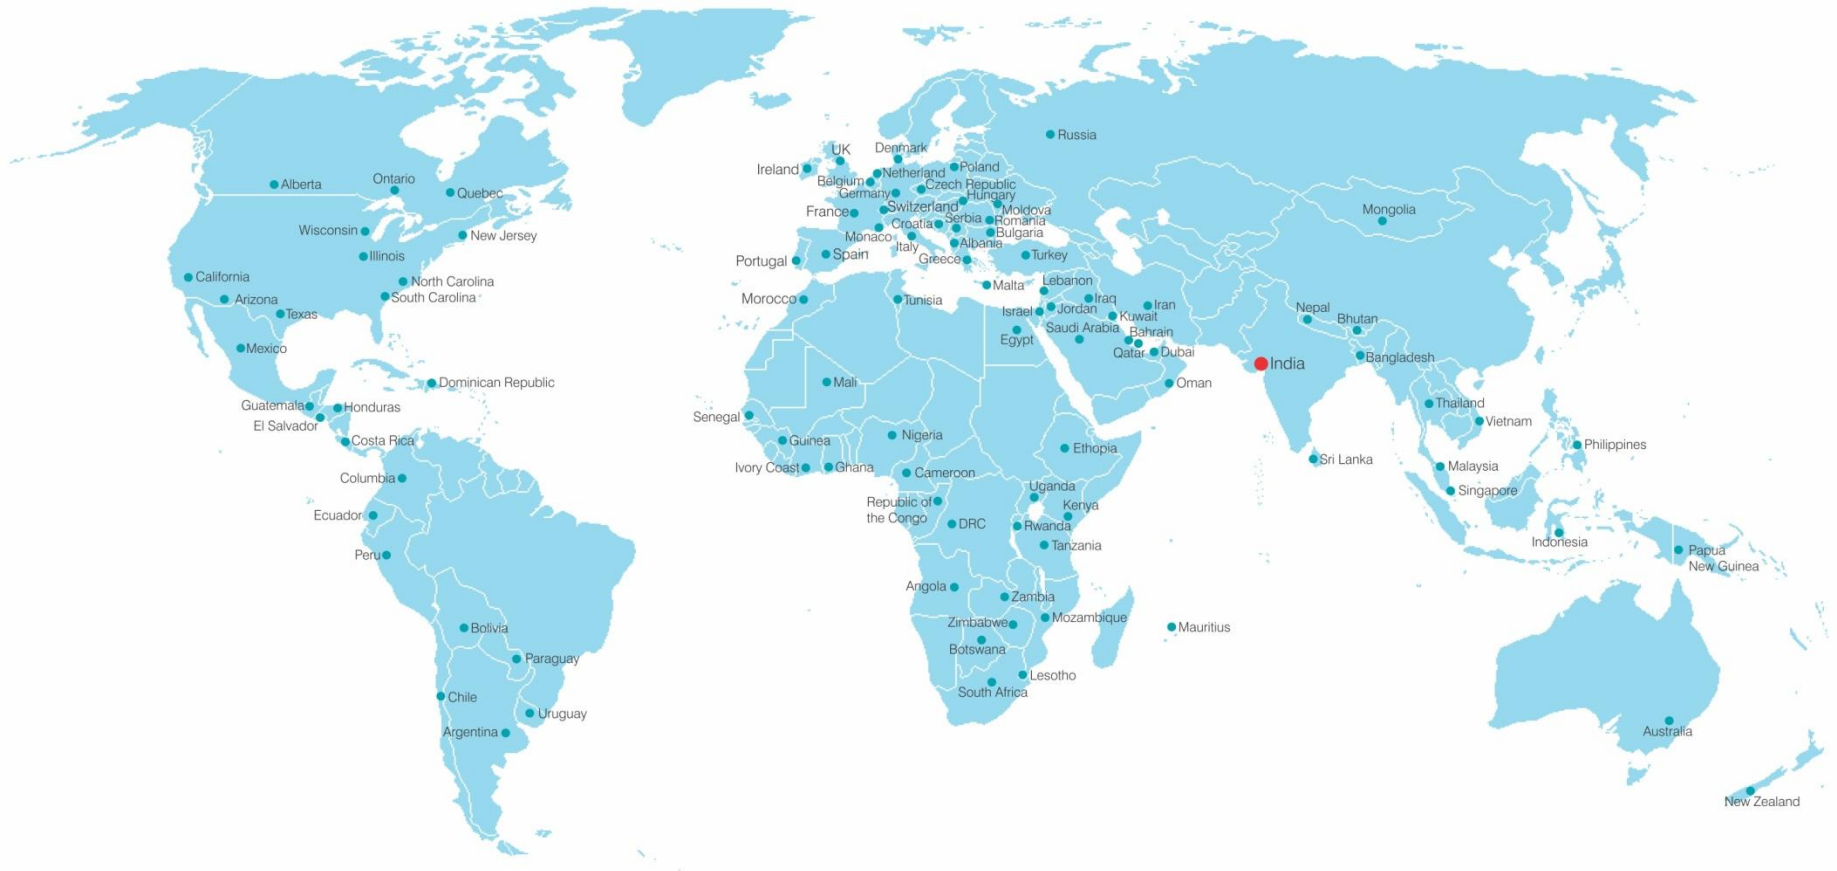 Alberta
Ontario
Quebec
Wisconsin
New Jersey
Illinois
California
North Carolina
Arizona
South Carolina
Texas
Mexico
Dominican Republic
Guatemala
Honduras
El Salvador
Costa Rica
Columbia
Ecuador
Peru
Bolivia
Paraguay
Chile
Uruguay
Argentina
Russia
UK
Denmark
Ireland
Poland
Netherland
Belgium
Czech Republic
Germany
Hungary
Switzerland
France
Moldova
Serbia
Romania
Croatia
Bulgaria
Monaco
Italy
Albania
Portugal
Spain
Greece
Turkey
Malta
Lebanon
Morocco
Tunisia
Iraq
Iran
Israel
Jordan
Kuwait
Egypt
Saudi Arabia
Bahrain
Qatar
Dubai
Oman
Mali
Senegal
Guinea
Nigeria
Ethopia
Ivory Coast
Ghana
Cameroon
Uganda
Republic of
the Congo
Kenya
DRC
Rwanda
Tanzania
Angola
Zambia
Zimbabwe
Mozambique
Mauritius
Botswana
Lesotho
South Africa
Mongolia
Nepal
Bhutan
India
Bangladesh
Thailand
Vietnam
Philippines
Sri Lanka
Malaysia
Singapore
Indonesia
Papua
New Guinea
Australia
New Zealand